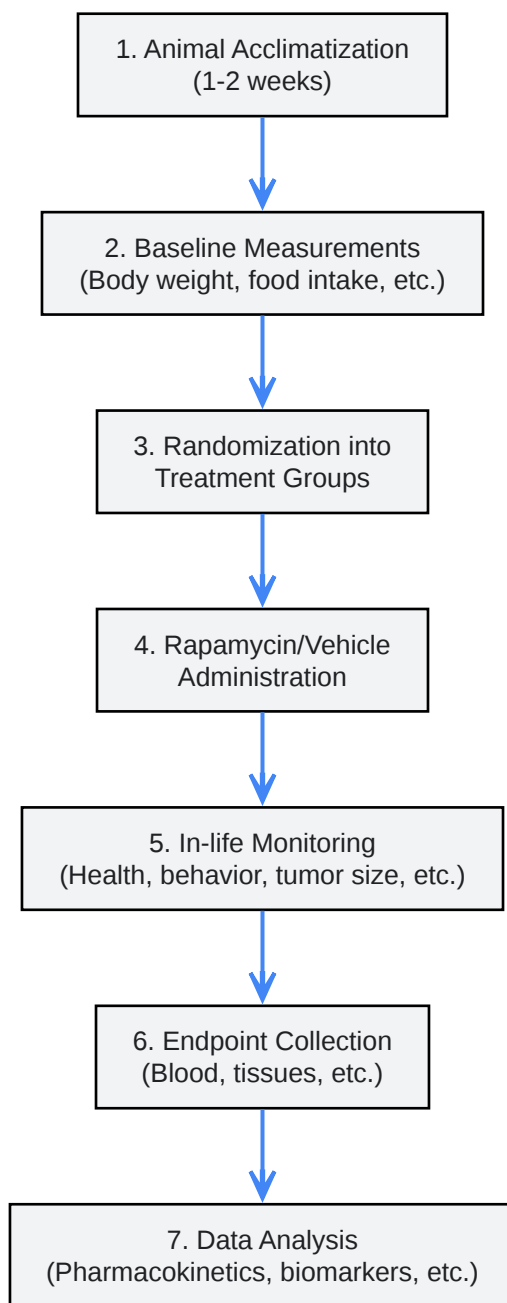 1. Animal Acclimatization
(1-2 weeks)
2. Baseline Measurements
(Body weight, food intake, etc.)
3. Randomization into
Treatment Groups
4. Rapamycin/Vehicle
Administration
5. In-life Monitoring
(Health, behavior, tumor size, etc.)
6. Endpoint Collection
(Blood, tissues, etc.)
7. Data Analysis
(Pharmacokinetics, biomarkers, etc.)